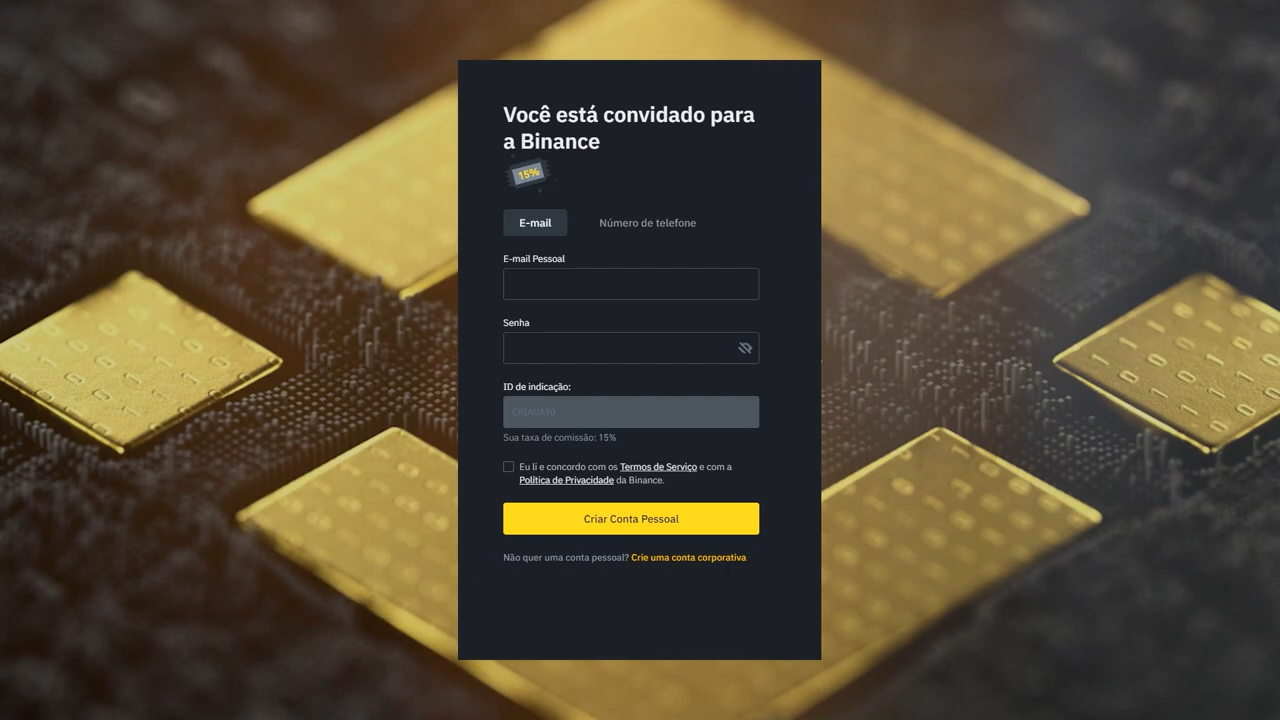 Você está convidado para
a Binance
15%
E-mail
Número de telefone
E-mail Pessoal
Senha
ID de indicação:
Sua taxa de comissão: 15%
Eu li e concordo com os Termos de Serviço e com a
Política de Privacidade da Binance.
Criar Conta Pessoal
Não quer uma conta pessoal? Crie uma conta corporativa